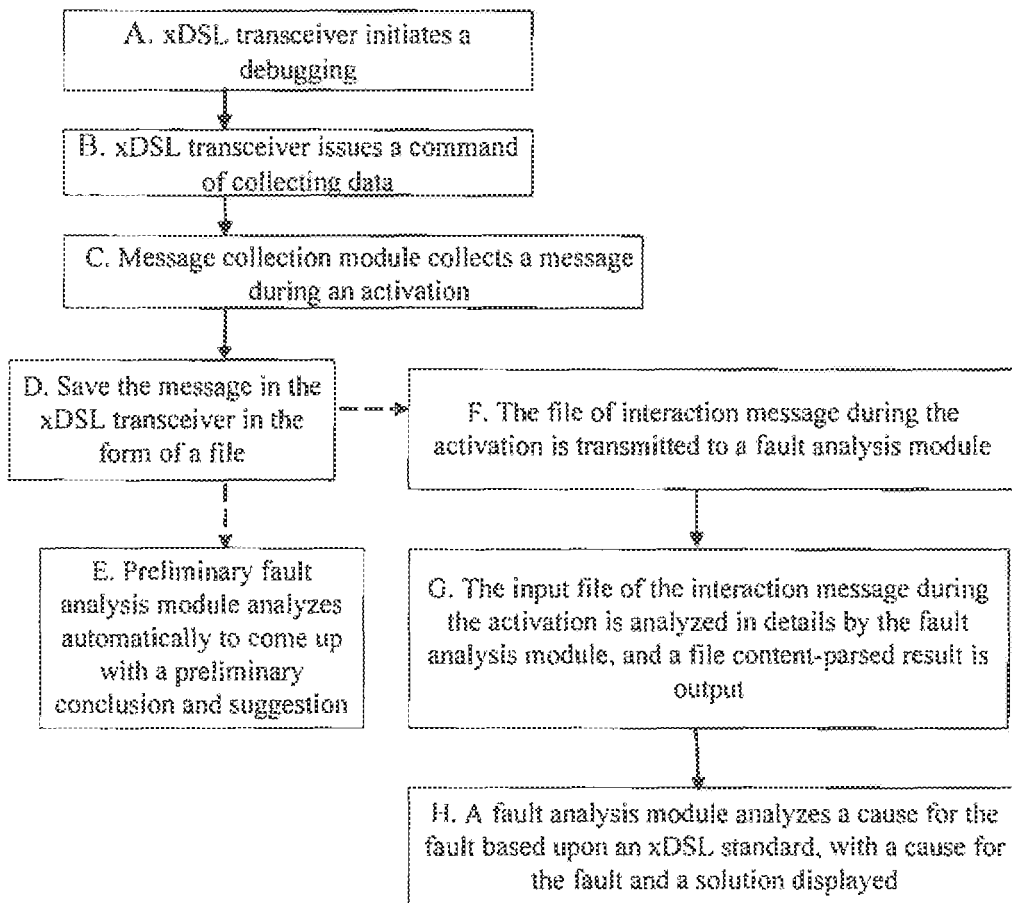 A. xDSL transceiver initiates a
debugging
B. xDSL transceiver issues a command
of collecting data
C. Message collection module collects a message
during an activation
D. Save the message in the
xDSL transceiver in the
form of a file
F. The file of interaction message during the
activation is transmitted to a fault analysis module
E. Preliminary fault
analysis module analyzes
automatically to come up
with a preliminary
conclusion and suggestion
G. The input file of the interaction message during
the activation is analyzed in details by the fault
analysis module, and a file content-parsed result is
output
H. A fault analysis module analyzes a cause for the
fault based upon an xDSL standard, with a cause for
the fault and a solution displayed